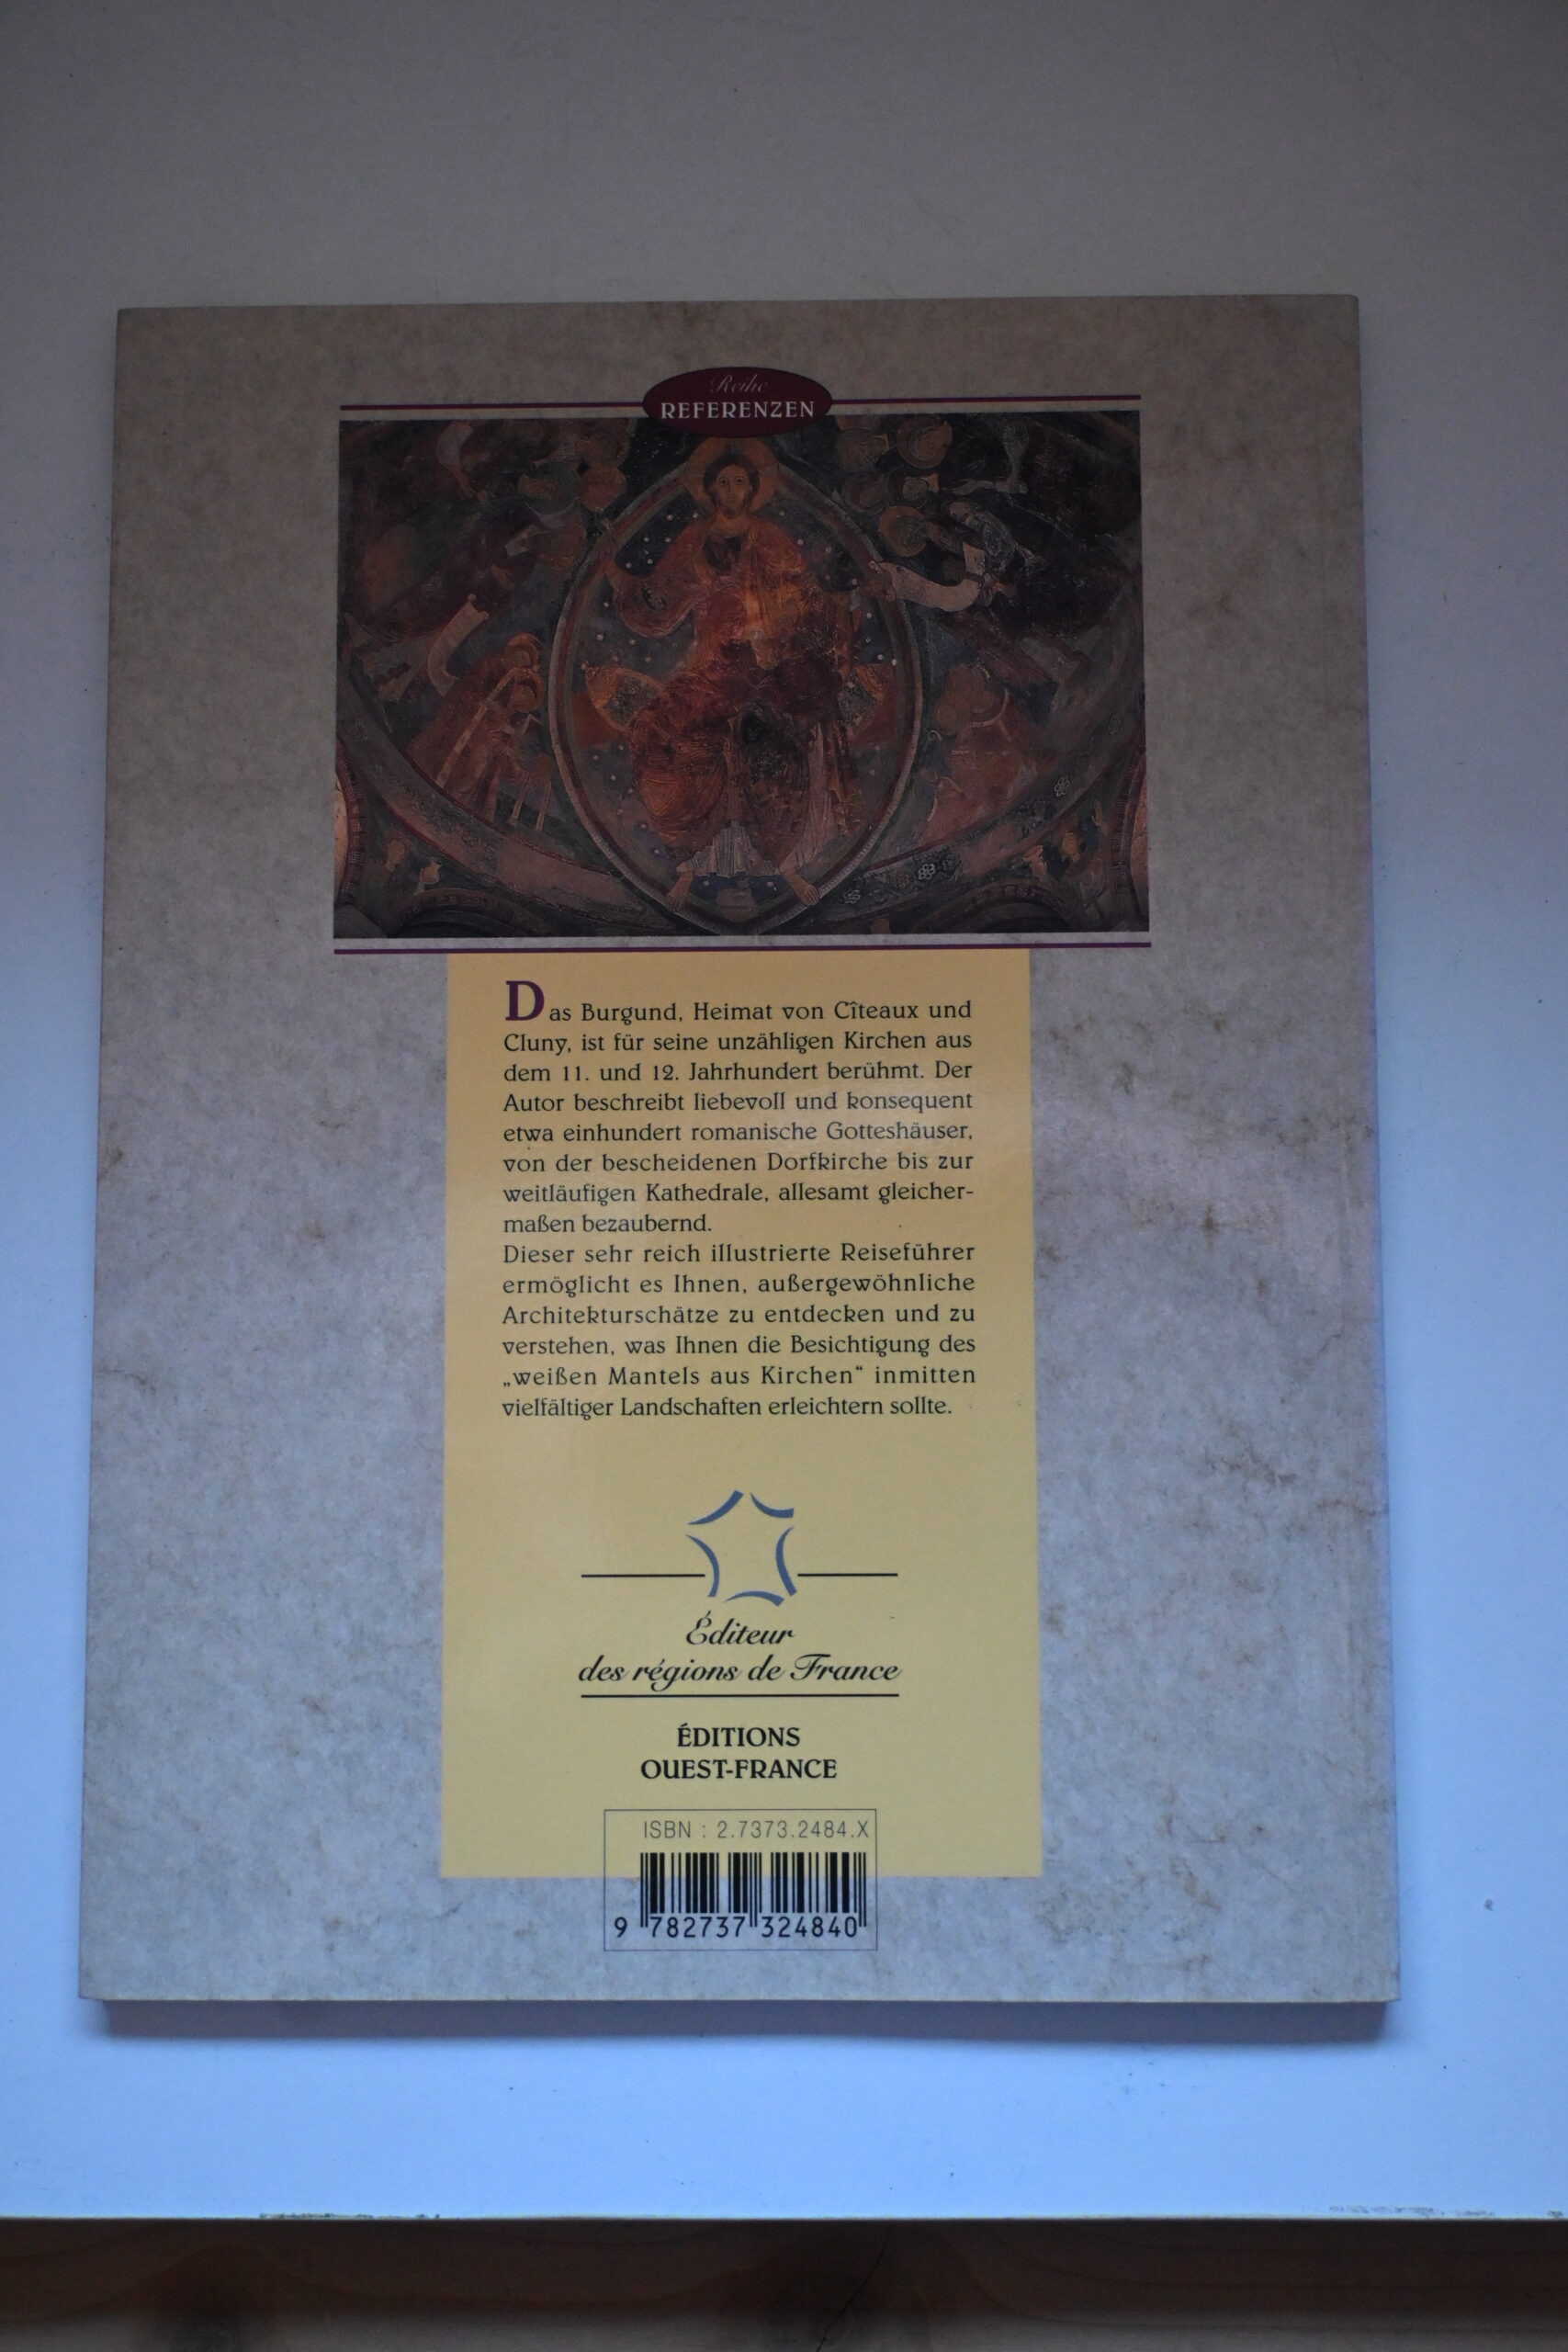 Reihe
REFERENZEN
Das Burgund, Heimat von Cîteaux und
Cluny, ist für seine unzähligen Kirchen aus
dem 11. und 12. Jahrhundert berühmt. Der
Autor beschreibt liebevoll und konsequent
etwa einhundert romanische Gotteshäuser,
von der bescheidenen Dorfkirche bis zur
weitläufigen Kathedrale, allesamt gleicher-
maßen bezaubernd.
Dieser sehr reich illustrierte Reiseführer
ermöglicht es Ihnen, außergewöhnliche
Architekturschätze zu entdecken und zu
verstehen, was Ihnen die Besichtigung des
„weißen Mantels aus Kirchen“ inmitten
vielfältiger Landschaften erleichtern sollte.
Éditeur
des régions de France
ÉDITIONS
OUEST-FRANCE
ISBN : 2.7373.2484.X
9 782737 324840